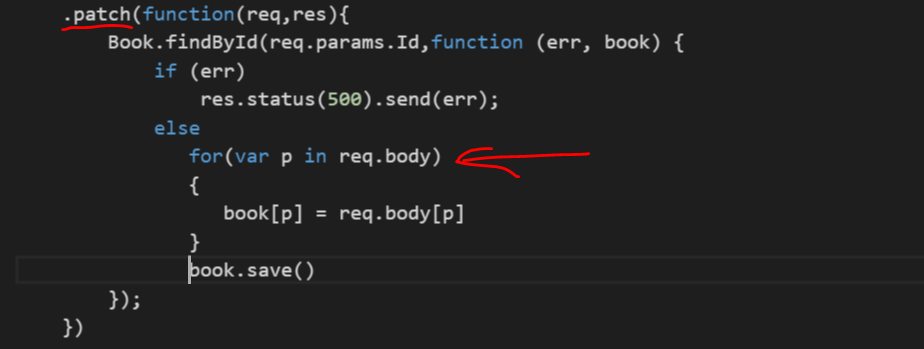 .patch(function(req,res){
Book.findById(req.params.Id,function (err, book) {
if (err)
res.status(500).send(err);
else
for(var p in req.body)
{
book[p] = req.body[p]
}
book.save()
});
})